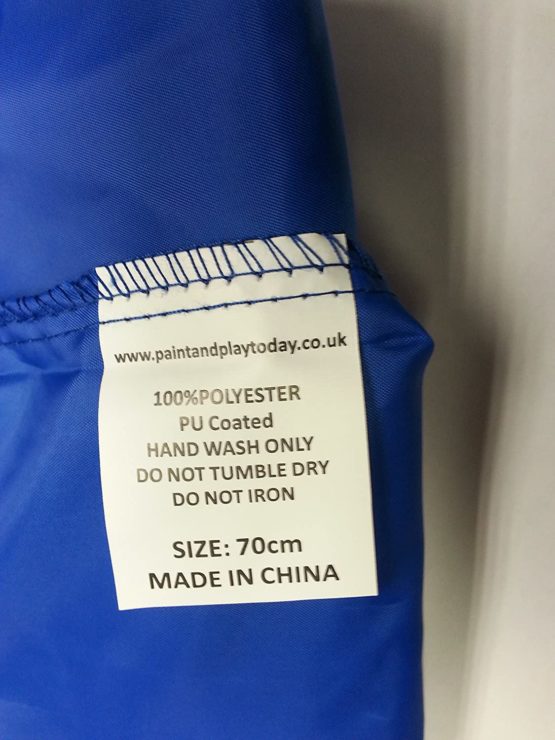 www.paintandplaytoday.co.uk
100%POLYESTER
PU Coated
HAND WASH ONLY
DO NOT TUMBLE DRY
DO NOT IRON
SIZE: 70cm
MADE IN CHINA